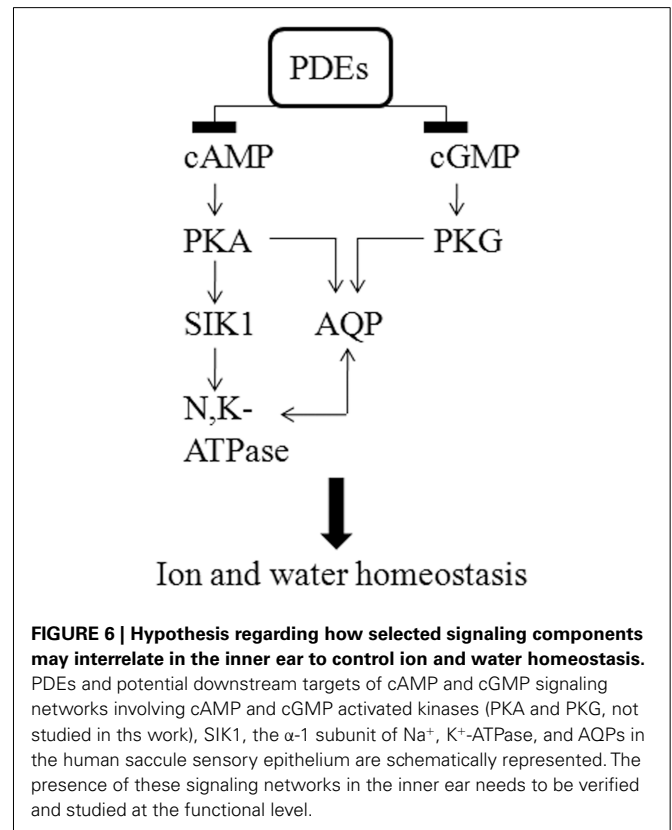 PDEs
cAMP cGMP
PKA PKG
SIK1 AQP
N,K-
ATPase
Ion and water homeostasis
FIGURE 6 | Hypothesis regarding how selected signaling components
may interrelate in the inner ear to control ion and water homeostasis.
PDEs and potential downstream targets of cAMP and cGMP signaling
networks involving cAMP and cGMP activated kinases (PKA and PKG, not
studied in ths work), SIK1, the α-1 subunit of Na⁺, K⁺-ATPase, and AQPs in
the human saccule sensory epithelium are schematically represented. The
presence of these signaling networks in the inner ear needs to be verified
and studied at the functional level.